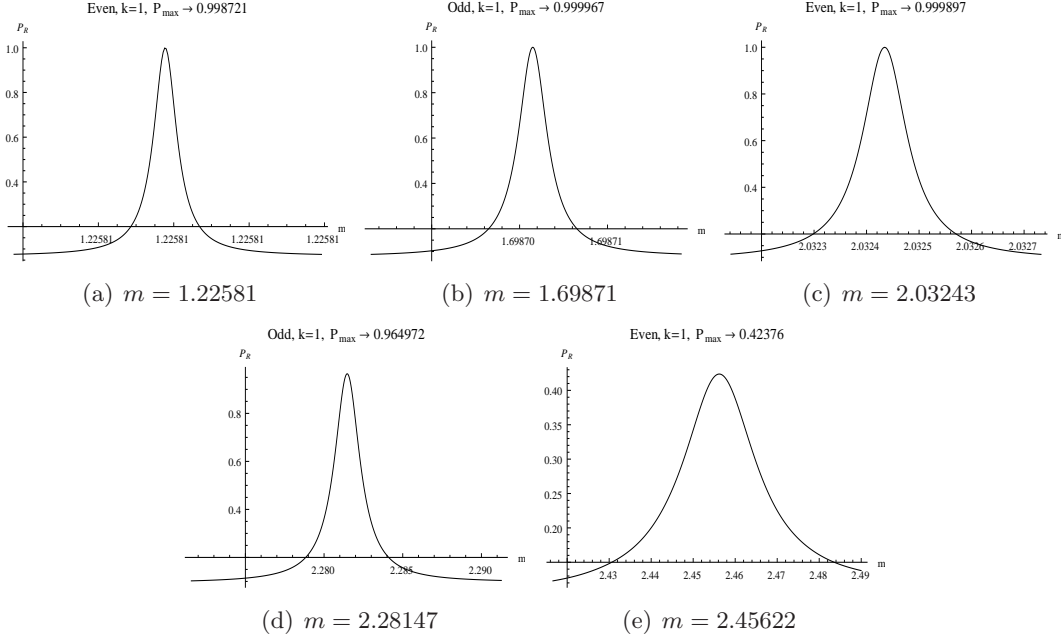 Even, k=1, P_max → 0.998721
P_R
1.0
0.8
0.6
0.4
1.22581 1.22581 1.22581 1.22581
m
(a) m = 1.22581
Odd, k=1, P_max → 0.999967
P_R
1.0
0.8
0.6
0.4
1.69870 1.69871
m
(b) m = 1.69871
Even, k=1, P_max → 0.999897
P_R
1.0
0.8
0.6
0.4
2.0323 2.0324 2.0325 2.0326 2.0327
m
(c) m = 2.03243
Odd, k=1, P_max → 0.964972
P_R
0.8
0.6
0.4
2.280 2.285 2.290
m
(d) m = 2.28147
Even, k=1, P_max → 0.42376
P_R
0.40
0.35
0.30
0.25
0.20
2.43 2.44 2.45 2.46 2.47 2.48 2.49
m
(e) m = 2.45622